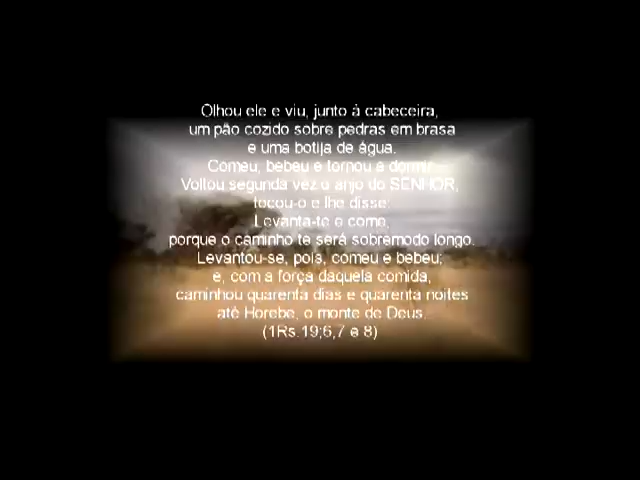 Olhou ele e viu, junto à cabeceira,
um pão cozido sobre pedras em brasa
e uma botija de água.
Comeu, bebeu e tornou a dormir.
Voltou segunda vez o anjo do SENHOR,
tocou-o e lhe disse:
Levanta-te e come,
porque o caminho te será sobremodo longo.
Levantou-se, pois, comeu e bebeu;
e, com a força daquela comida,
caminhou quarenta dias e quarenta noites
até Horebe, o monte de Deus.
(1Rs.19;6,7 e 8)